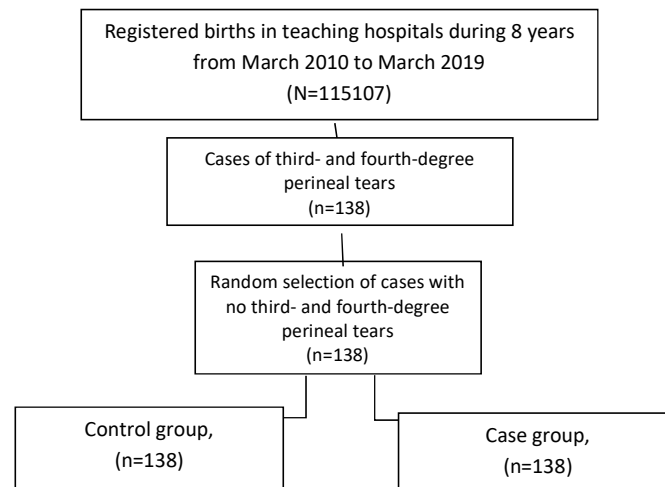 Registered births in teaching hospitals during 8 years
from March 2010 to March 2019
(N=115107)
Cases of third- and fourth-degree
perineal tears
(n=138)
Random selection of cases with
no third- and fourth-degree
perineal tears
(n=138)
Control group,
(n=138)
Case group,
(n=138)